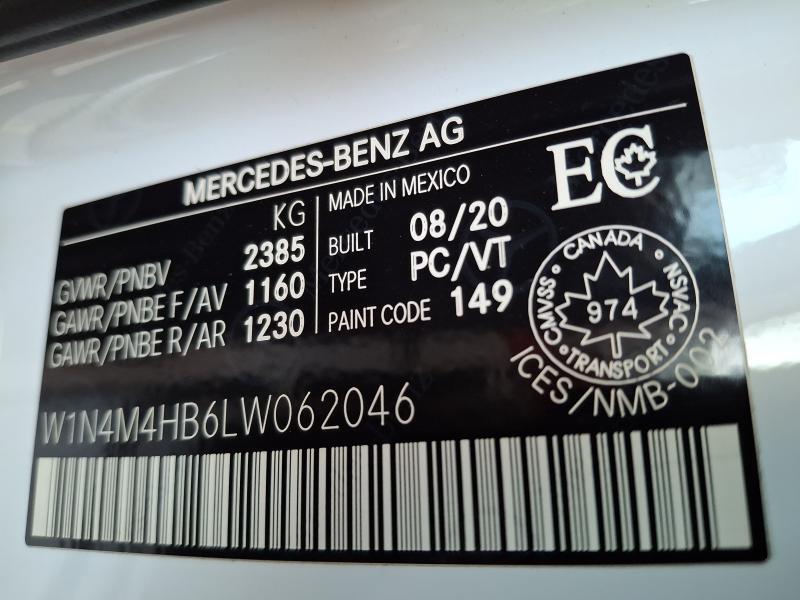 MERCEDES-BENZ AG
KG
GVWR/PNBV 2385
GAWR/PNBE F/AV 1160
GAWR/PNBE R/AR 1230
MADE IN MEXICO
BUILT 08/20
TYPE PC/VT
PAINT CODE 149
EC
CANADA
NSVAC
TRANSPORT
CMVSS
974
ICES/NMB-002
W1N4M4HB6LW062046